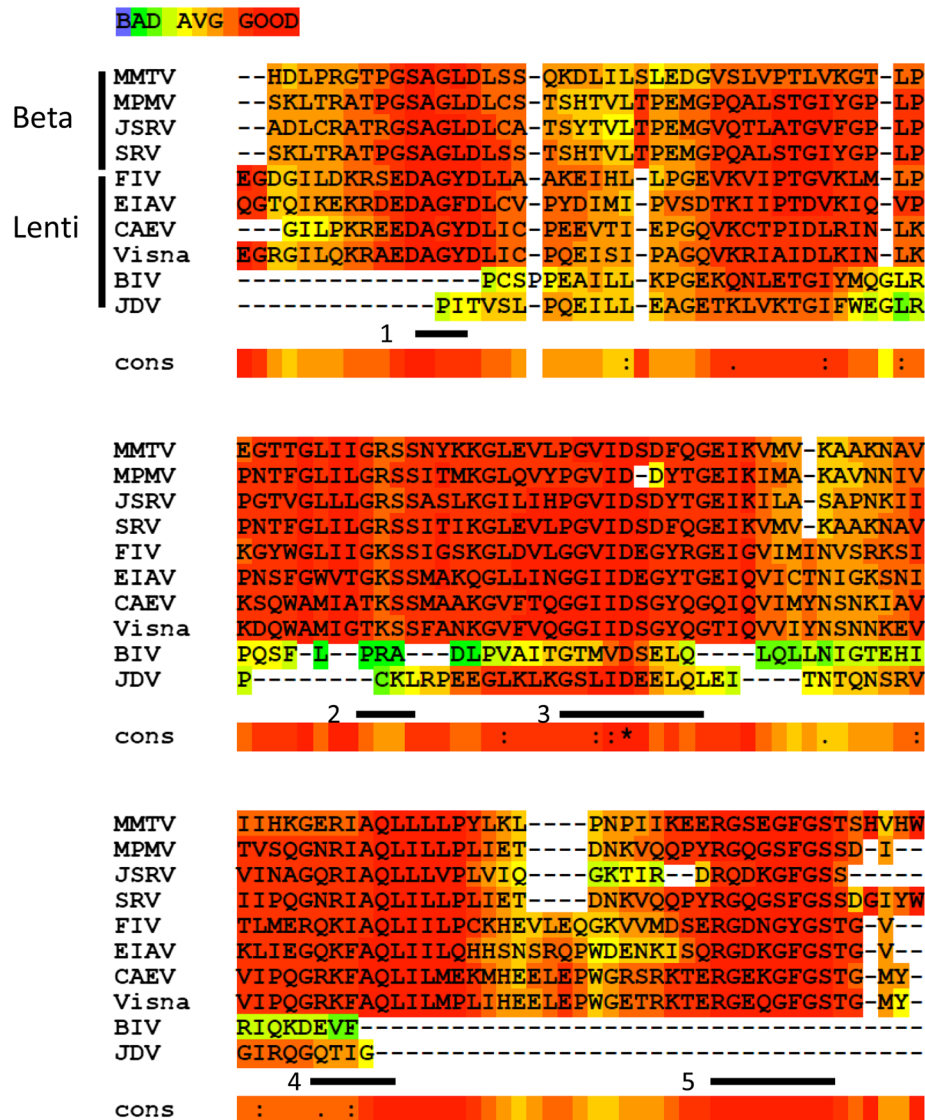 BAD AVG GOOD
MMTV --HDLPRGTPGSAGLDLSS-QKDLILSLEDGVSLVPTLVKGT-LP
Beta
MPMV --SKLTRATPGSAGLDLCS-TSHTVLTPEMGPQALSTGIYGP-LP
JSRV --ADLCRATRGSAGLDLCA-TSYTVLTPEMGVQTLATGVFGP-LP
SRV --SKLTRATPGSAGLDLSS-TSHTVLTPEMGPQALSTGIYGP-LP
FIV EGDGILDKRSEDAGYDLLA-AKEIHL-LPGEVKVIPTGVKLM-LP
EIAV QGTQIKEKRDEDAGFDLCV-PYDIMI-PVSDTKIIPTDVKIQ-VP
Lenti
CAEV ---GILPKREEDAGYDLIC-PEEVTI-EPGQVKCTPIDLRIN-LK
Visna EGRGILQKRAEDAGYDLIC-PQEISI-PAGQVKRIAIDLKIN-LK
BIV ----------------PCSPPEAILL-KPGEKQNLETGIYMQGLR
JDV -------------PITVSL-PQEILL-EAGETKLVKTGIFWEGLR
1
cons : . : :
MMTV EGTTGLIIGRSSNYKKGLEVLPGVIDSDFQGEIKVMV-KAAKNAV
MPMV PNTFGLILGRSSITMKGLQVYPGVID-DYTGEIKIMA-KAVNNIV
JSRV PGTVGLLLGRSSASLKGILIHPGVIDSDYTGEIKILA-SAPNKII
SRV PNTFGLILGRSSITIKGLEVLPGVIDSDFQGEIKVMV-KAAKNAV
FIV KGYWGLIIGKSSIGSKGLDVLGGVIDEGYRGEIGVIMINVSRKSI
EIAV PNSFGWVTGKSSMAKQGLLINGGIIDEGYTGEIQVICTNIGKSNI
CAEV KSQWAMIATKSSMAAKGVFTQGGIIDSGYQGQIQVIMYNSNKIAV
Visna KDQWAMIGTKSSFANKGVFVQGGIIDSGYQGTIQVVIYNSNNKEV
BIV PQSF-L--PRA---DLPVAITGTMVDSELQ----LQLLNIGTEHI
JDV P--------CKLRPEEGLKLKGSLIDEELQLEI----TNTQNSRV
2 3
cons : ::* . :
MMTV IIHKGERIAQLLLLPYLKL----PNPIIKEERGSEGFGSTSHVHW
MPMV TVSQGNRIAQLILLPLIET----DNKVQQPYRGQGSFGSSD-I--
JSRV VINAGQRIAQLLLVPLVIQ----GKTIR--DRQDKGFGSS-----
SRV IIPQGNRIAQLILLPLIET----DNKVQQPYRGQGSFGSSDGIYW
FIV TLMERQKIAQLIILPCKHEVLEQGKVVMDSERGDNGYGSTG-V--
EIAV KLIEGQKFAQLIILQHHSNSRQPWDENKISQRGDKGFGSTG-V--
CAEV VIPQGRKFAQLILMEKMHEELEPWGRSRKTERGEKGFGSTG-MY-
Visna VIPQGRKFAQLILMPLIHEELEPWGETRKTERGEQGFGSTG-MY-
BIV RIQKDEVF-------------------------------------
JDV GIRQGQTIG------------------------------------
4 5
cons : . :